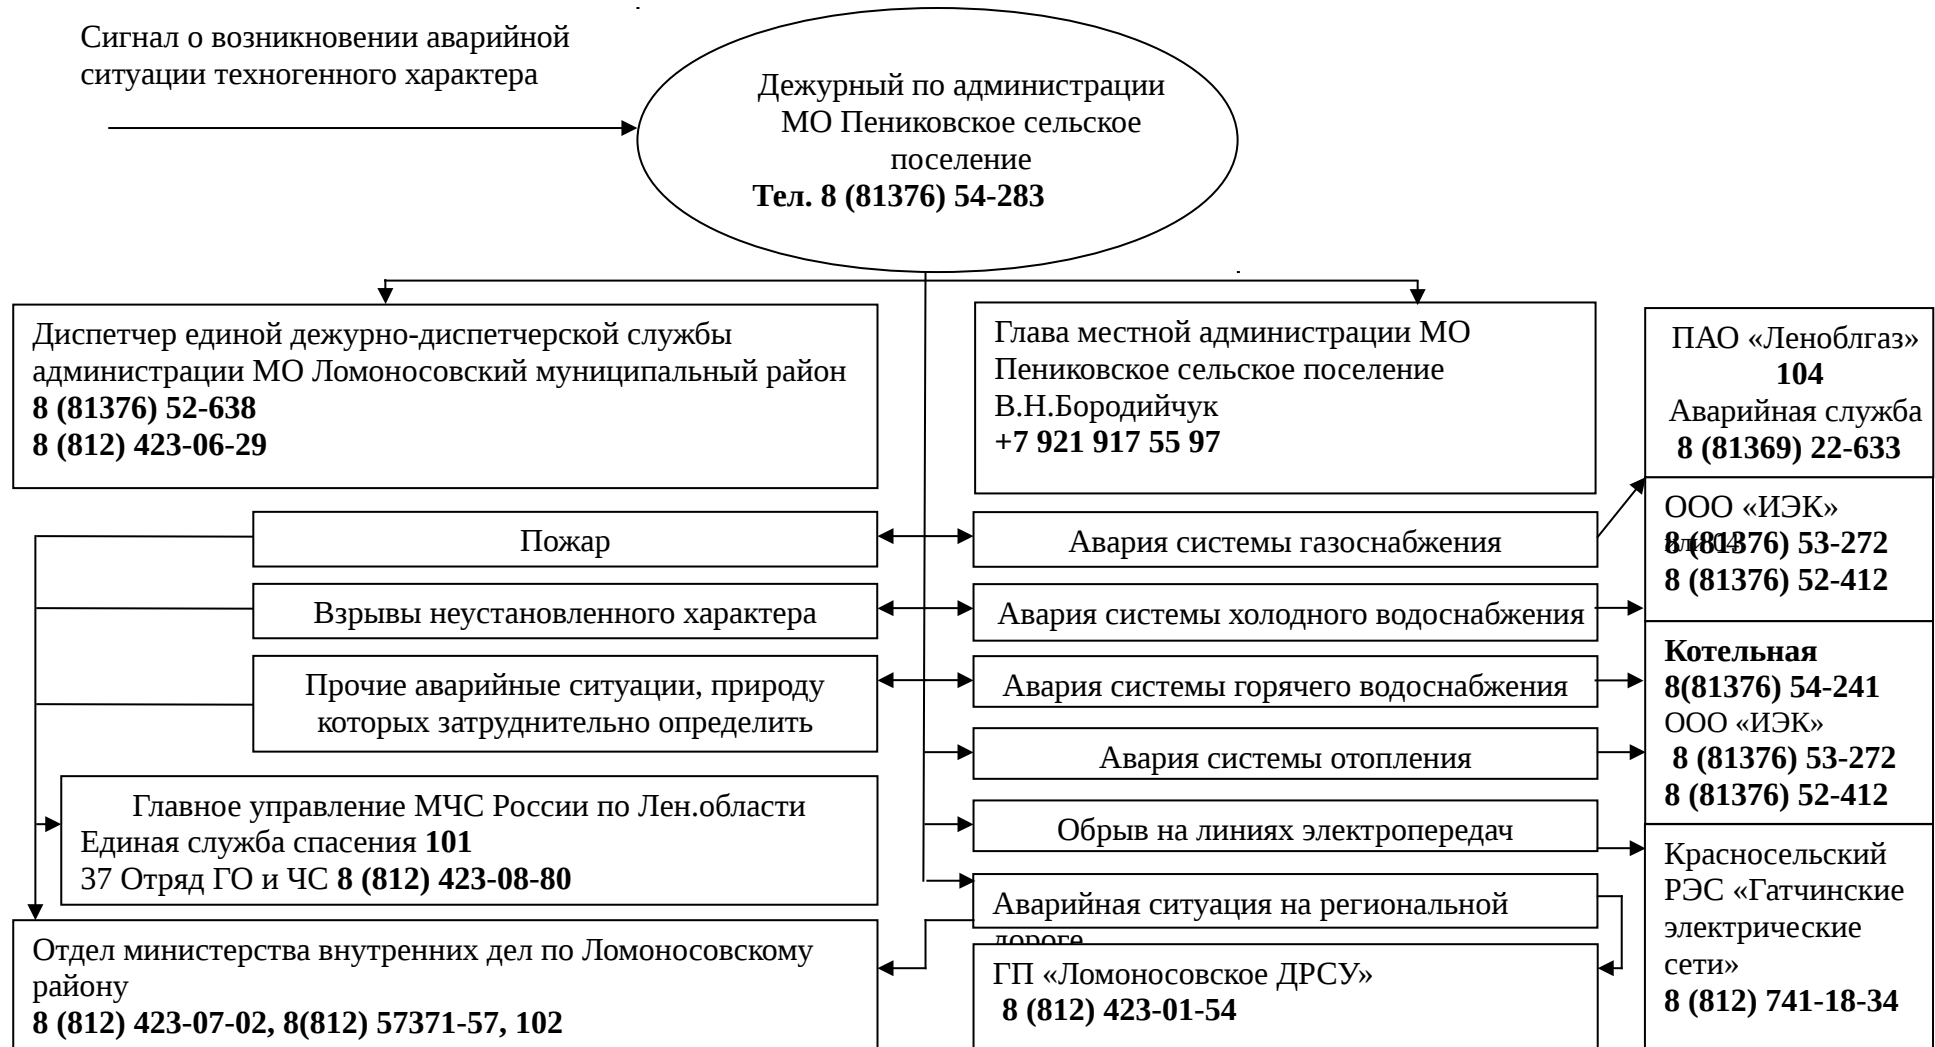 Сигнал о возникновении аварийной
ситуации техногенного характера
Дежурный по администрации
МО Пениковское сельское
поселение
Тел. 8 (81376) 54-283
Диспетчер единой дежурно-диспетчерской службы
администрации МО Ломоносовский муниципальный район
8 (81376) 52-638
8 (812) 423-06-29
Глава местной администрации МО
Пениковское сельское поселение
В.Н.Бородийчук
+7 921 917 55 97
ПАО «Леноблгаз»
104
Аварийная служба
8 (81369) 22-633
Пожар
Взрывы неустановленного характера
Прочие аварийные ситуации, природу
которых затруднительно определить
Главное управление МЧС России по Лен.области
Единая служба спасения 101
37 Отряд ГО и ЧС 8 (812) 423-08-80
Отдел министерства внутренних дел по Ломоносовскому
району
8 (812) 423-07-02, 8(812) 57371-57, 102
Авария системы газоснабжения
Авария системы холодного водоснабжения
Авария системы горячего водоснабжения
Авария системы отопления
Обрыв на линиях электропередач
Аварийная ситуация на региональной
дороге
ГП «Ломоносовское ДРСУ»
8 (812) 423-01-54
ООО «ИЭК»
или 04
8 (81376) 53-272
8 (81376) 52-412
Котельная
8(81376) 54-241
ООО «ИЭК»
8 (81376) 53-272
8 (81376) 52-412
Красносельский
РЭС «Гатчинские
электрические
сети»
8 (812) 741-18-34